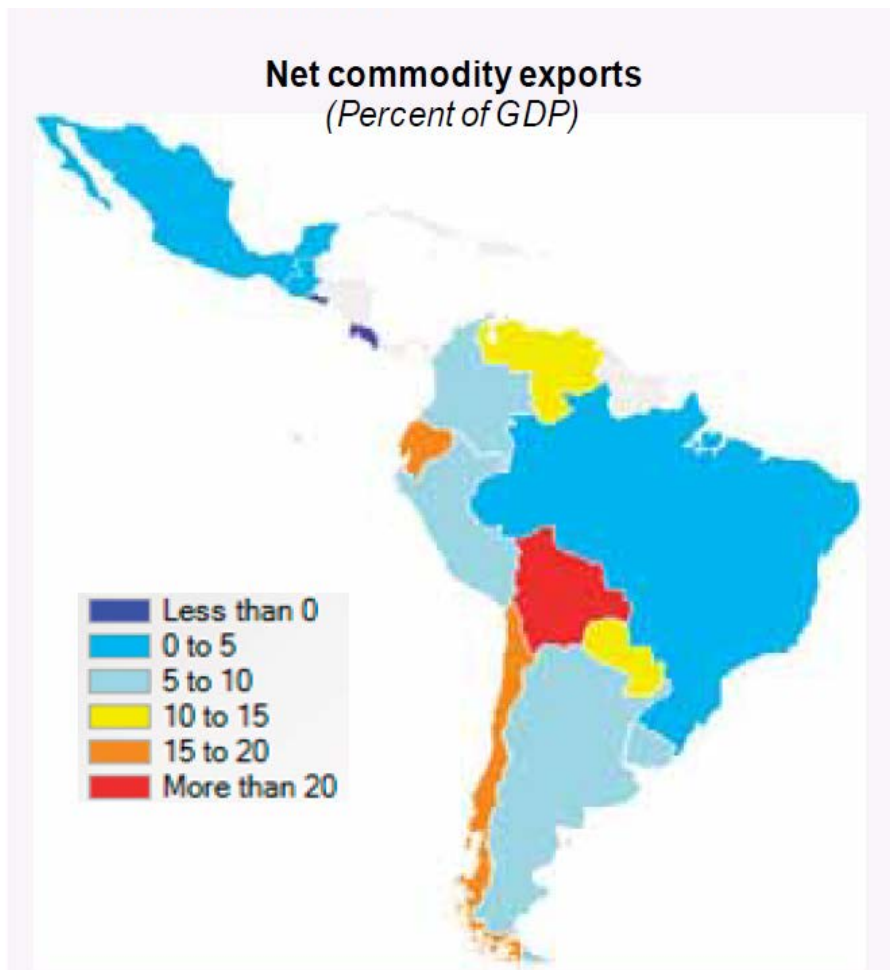 Net commodity exports
(Percent of GDP)
Less than 0
0 to 5
5 to 10
10 to 15
15 to 20
More than 20